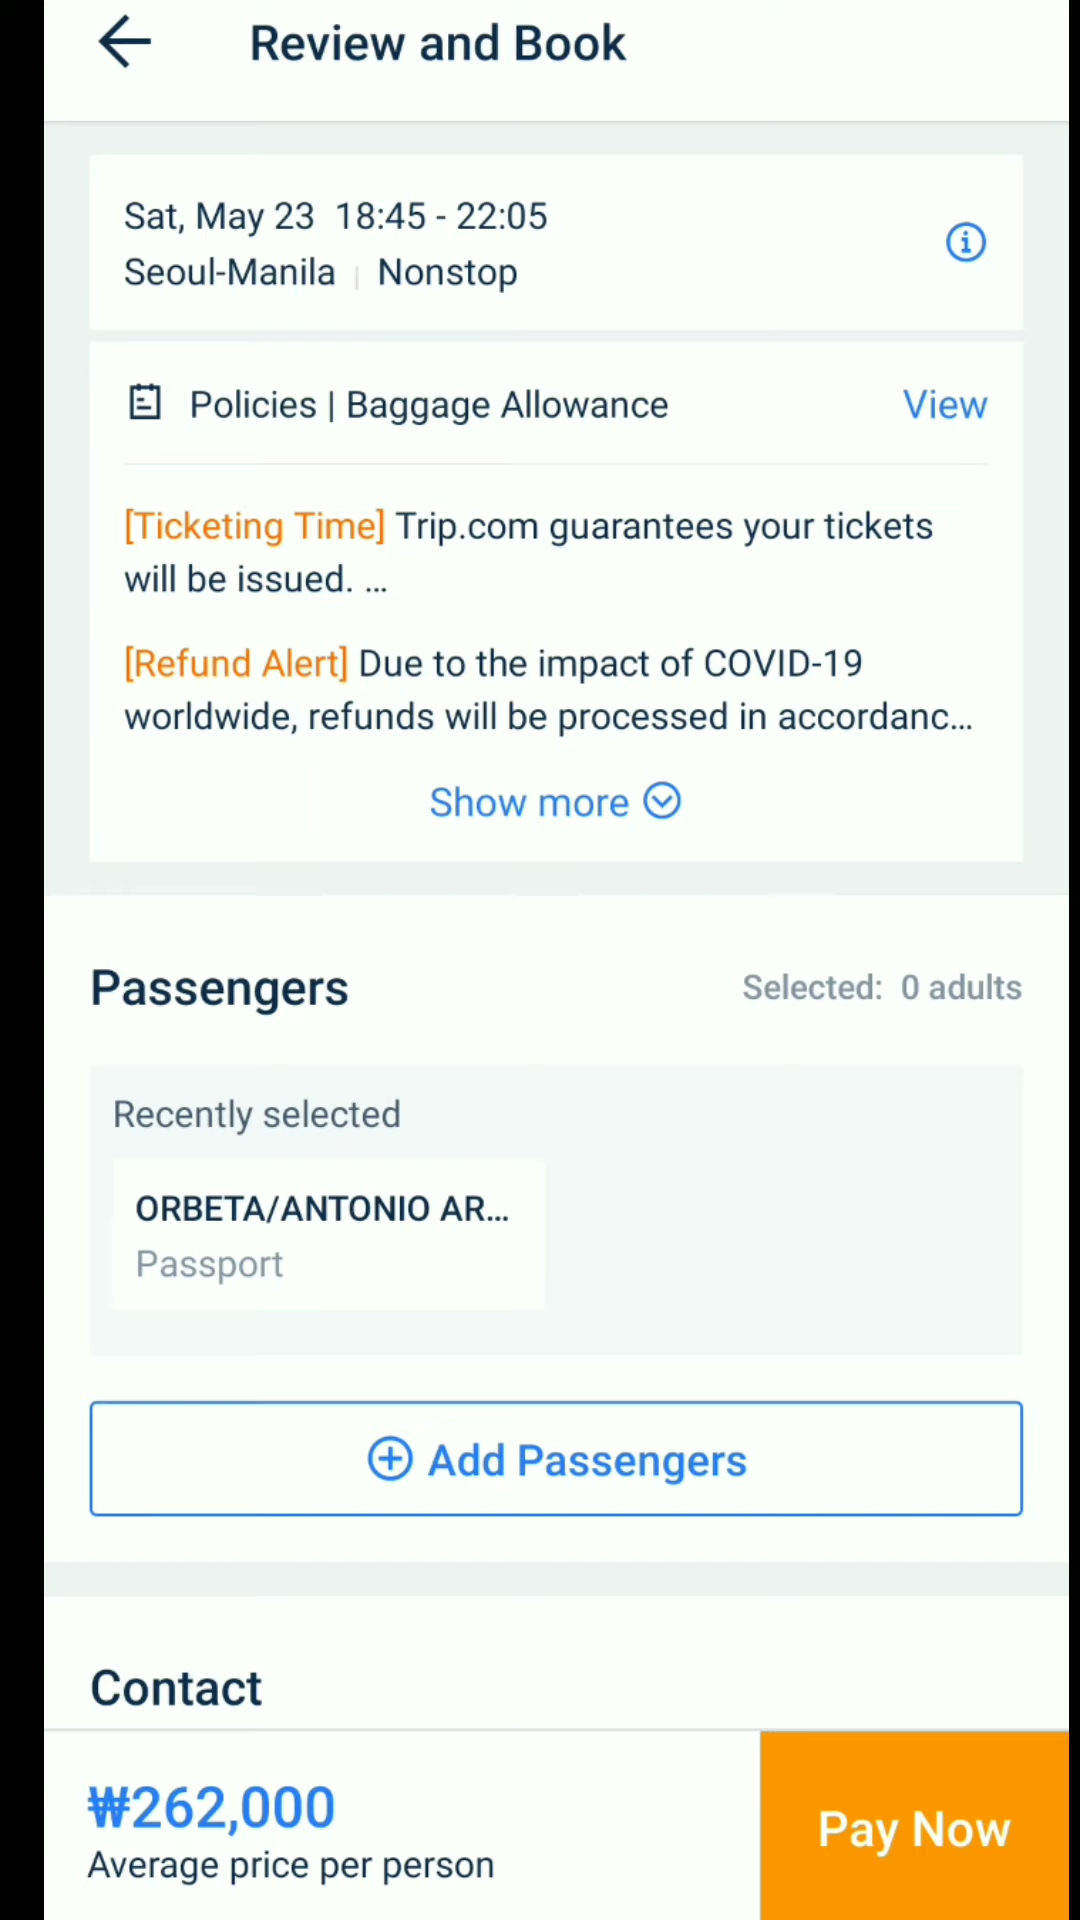 Review and Book
Sat, May 23 18:45 - 22:05
Seoul-Manila | Nonstop
Policies | Baggage Allowance View
[Ticketing Time] Trip.com guarantees your tickets
will be issued. ...
[Refund Alert] Due to the impact of COVID-19
worldwide, refunds will be processed in accordanc...
Show more
Passengers Selected: 0 adults
Recently selected
ORBETA/ANTONIO AR...
Passport
Add Passengers
Contact
₩262,000
Average price per person
Pay Now